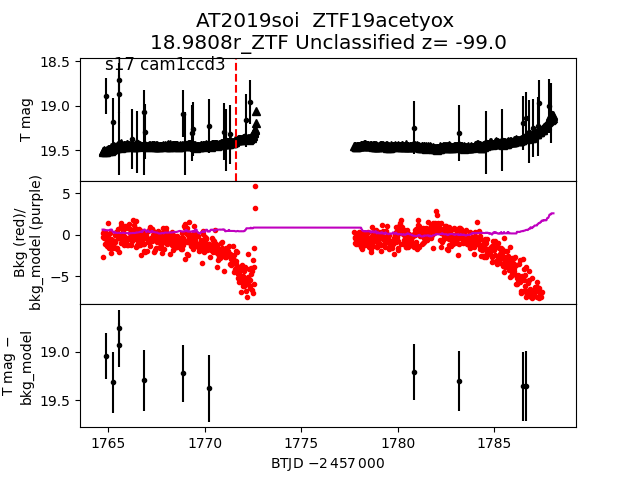 AT2019soi  ZTF19acetyox
18.9808r_ZTF Unclassified z= -99.0
s17 cam1ccd3
T mag
18.5
19.0
19.5
Bkg (red)/
bkg_model (purple)
5
0
−5
T mag −
bkg_model
19.0
19.5
1765
1770
1775
1780
1785
BTJD −2 457 000